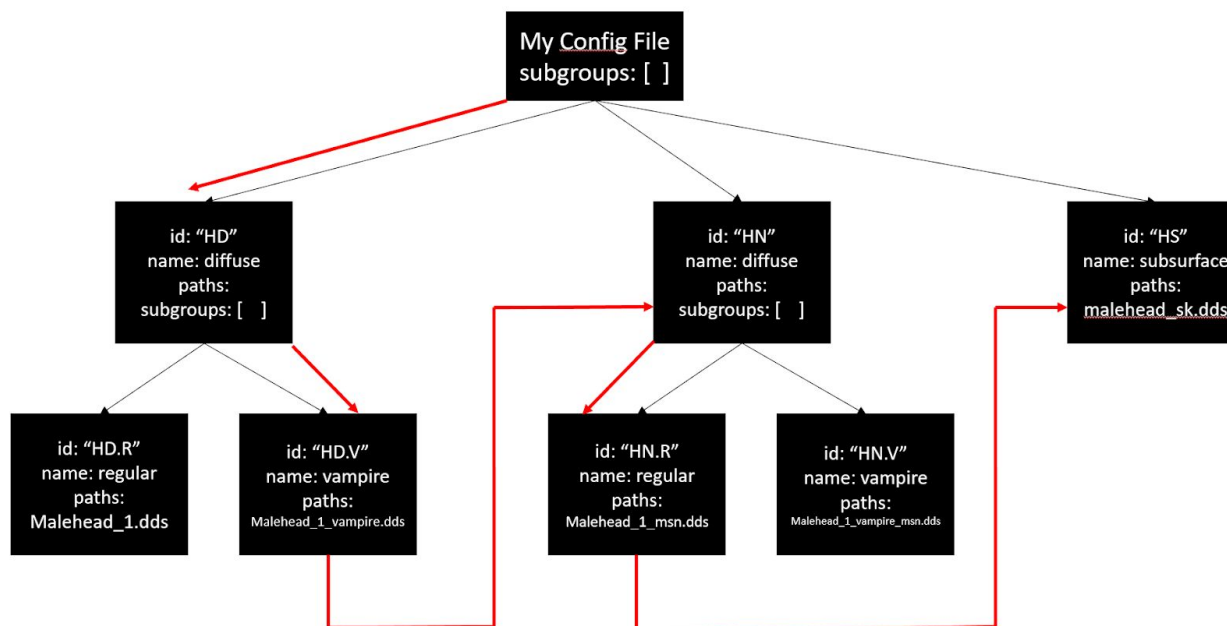 My Config File
subgroups: [ ]
id: “HD”
name: diffuse
paths:
subgroups: [ ]
id: “HN”
name: diffuse
paths:
subgroups: [ ]
id: “HS”
name: subsurface
paths:
malehead_sk.dds
id: “HD.R”
name: regular
paths:
Malehead_1.dds
id: “HD.V”
name: vampire
paths:
Malehead_1_vampire.dds
id: “HN.R”
name: regular
paths:
Malehead_1_msn.dds
id: “HN.V”
name: vampire
paths:
Malehead_1_vampire_msn.dds